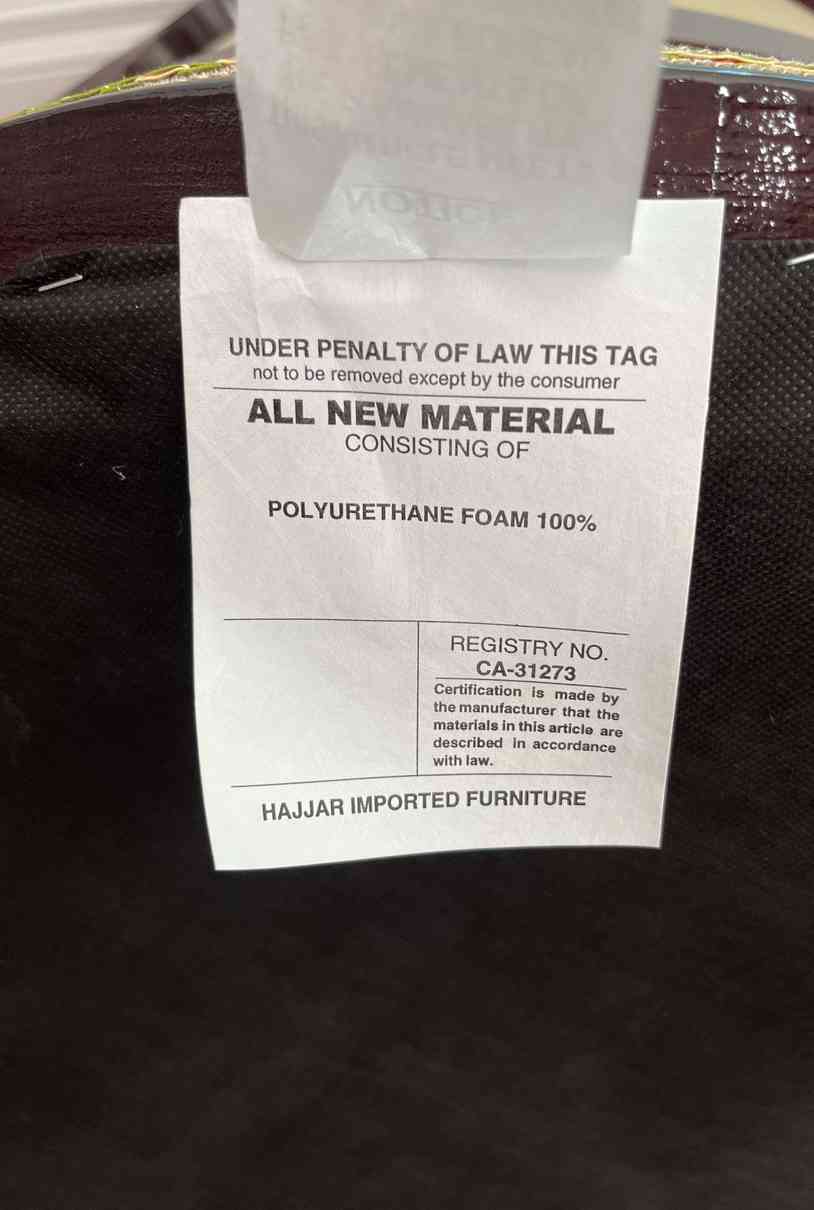 UNDER PENALTY OF LAW THIS TAG
not to be removed except by the consumer
ALL NEW MATERIAL
CONSISTING OF
POLYURETHANE FOAM 100%
REGISTRY NO.
CA-31273
Certification is made by
the manufacturer that the
materials in this article are
described in accordance
with law.
HAJJAR IMPORTED FURNITURE